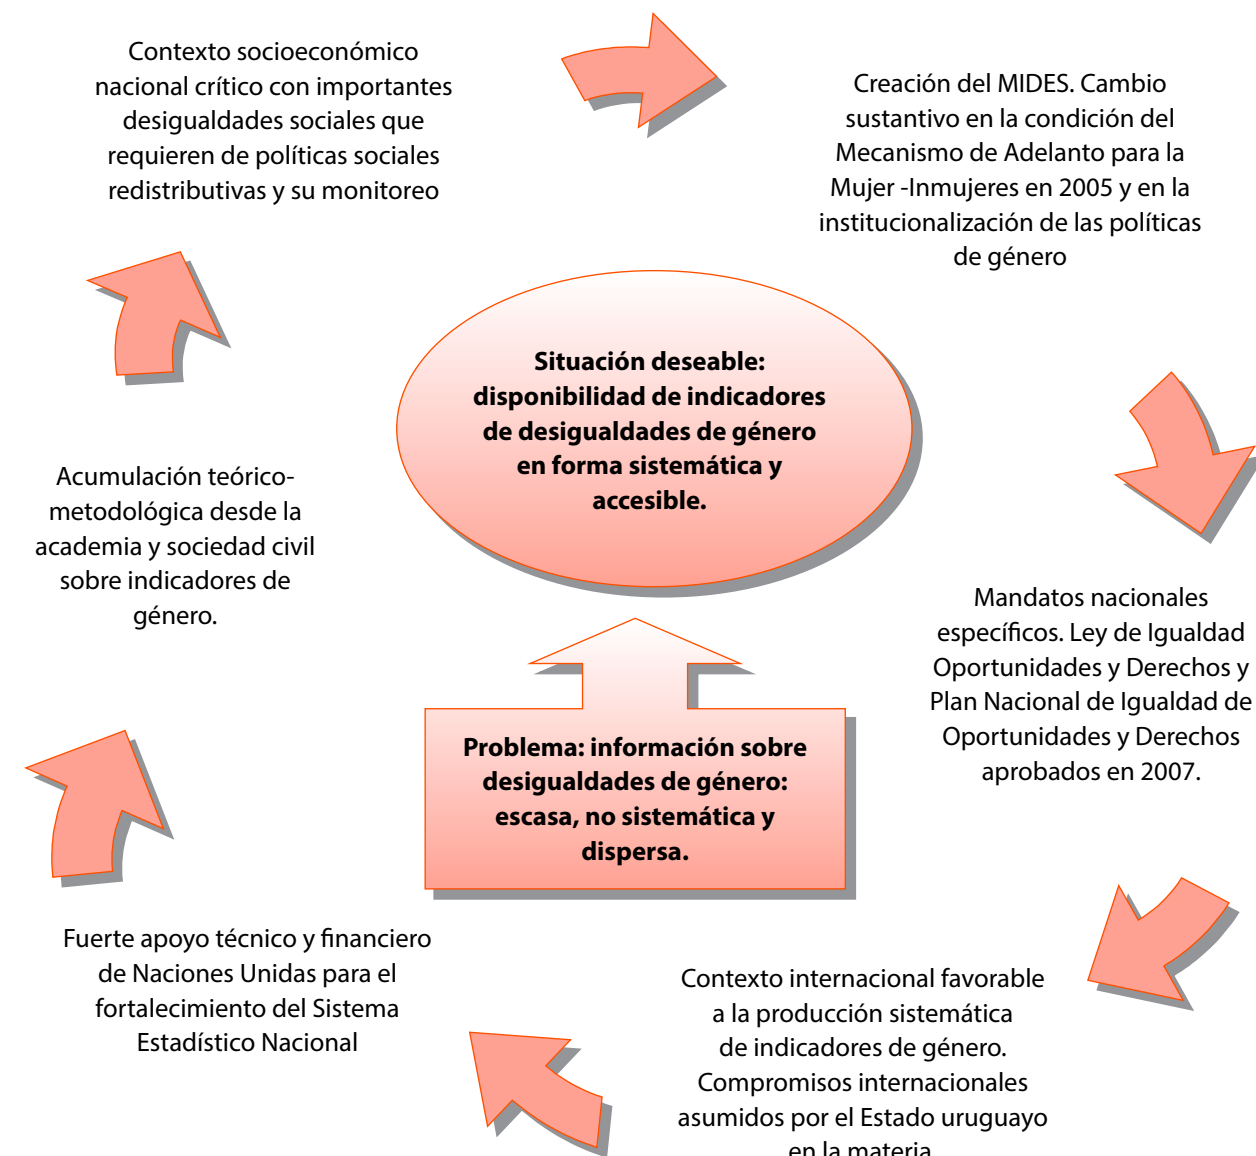 Contexto socioeconómico
nacional crítico con importantes
desigualdades sociales que
requieren de políticas sociales
redistributivas y su monitoreo
Creación del MIDES. Cambio
sustantivo en la condición del
Mecanismo de Adelanto para la
Mujer -Inmujeres en 2005 y en la
institucionalización de las políticas
de género
Situación deseable:
disponibilidad de indicadores
de desigualdades de género
en forma sistemática y
accesible.
Acumulación teórico-
metodológica desde la
academia y sociedad civil
sobre indicadores de
género.
Mandatos nacionales
específicos. Ley de Igualdad
Oportunidades y Derechos y
Plan Nacional de Igualdad de
Oportunidades y Derechos
aprobados en 2007.
Problema: información sobre
desigualdades de género:
escasa, no sistemática y
dispersa.
Fuerte apoyo técnico y financiero
de Naciones Unidas para el
fortalecimiento del Sistema
Estadístico Nacional
Contexto internacional favorable
a la producción sistemática
de indicadores de género.
Compromisos internacionales
asumidos por el Estado uruguayo
en la materia